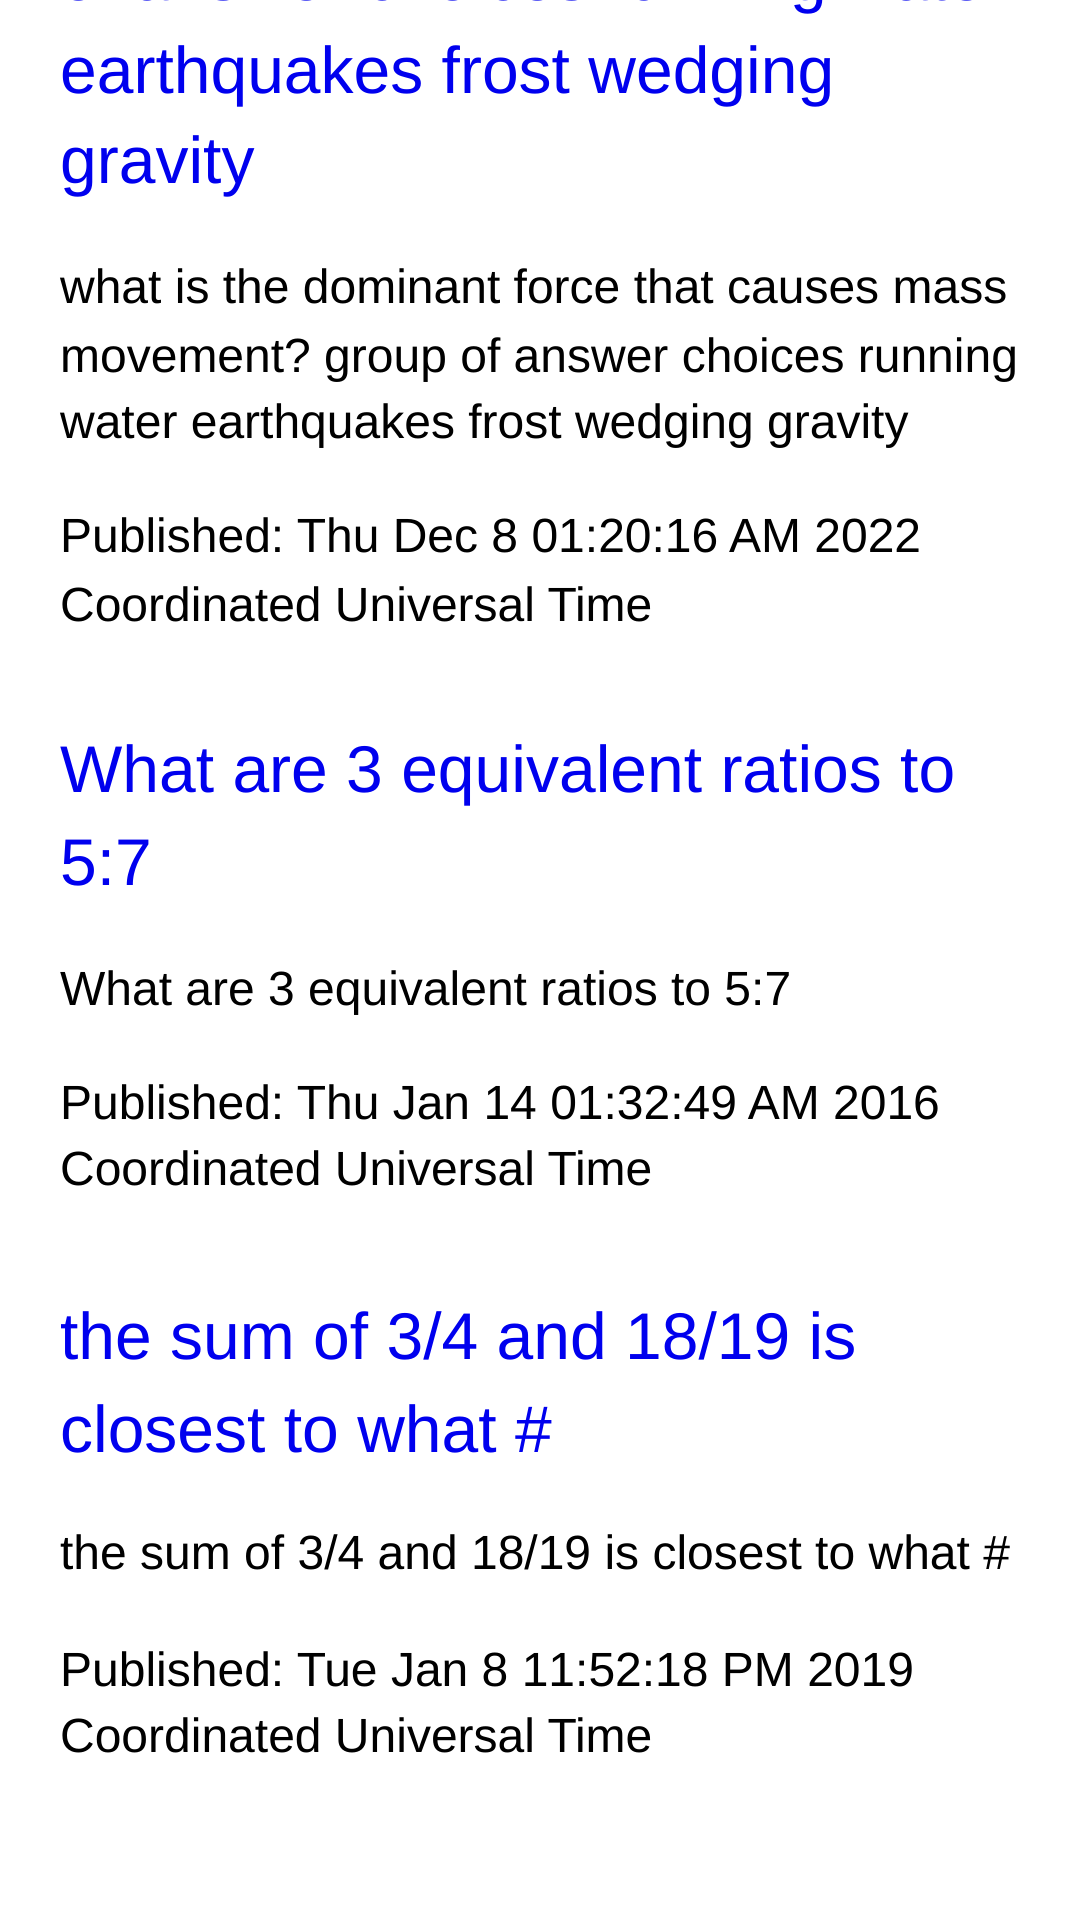 earthquakes frost wedging
gravity
what is the dominant force that causes mass
movement? group of answer choices running
water earthquakes frost wedging gravity
Published: Thu Dec 8 01:20:16 AM 2022
Coordinated Universal Time
What are 3 equivalent ratios to
5:7
What are 3 equivalent ratios to 5:7
Published: Thu Jan 14 01:32:49 AM 2016
Coordinated Universal Time
the sum of 3/4 and 18/19 is
closest to what #
the sum of 3/4 and 18/19 is closest to what #
Published: Tue Jan 8 11:52:18 PM 2019
Coordinated Universal Time